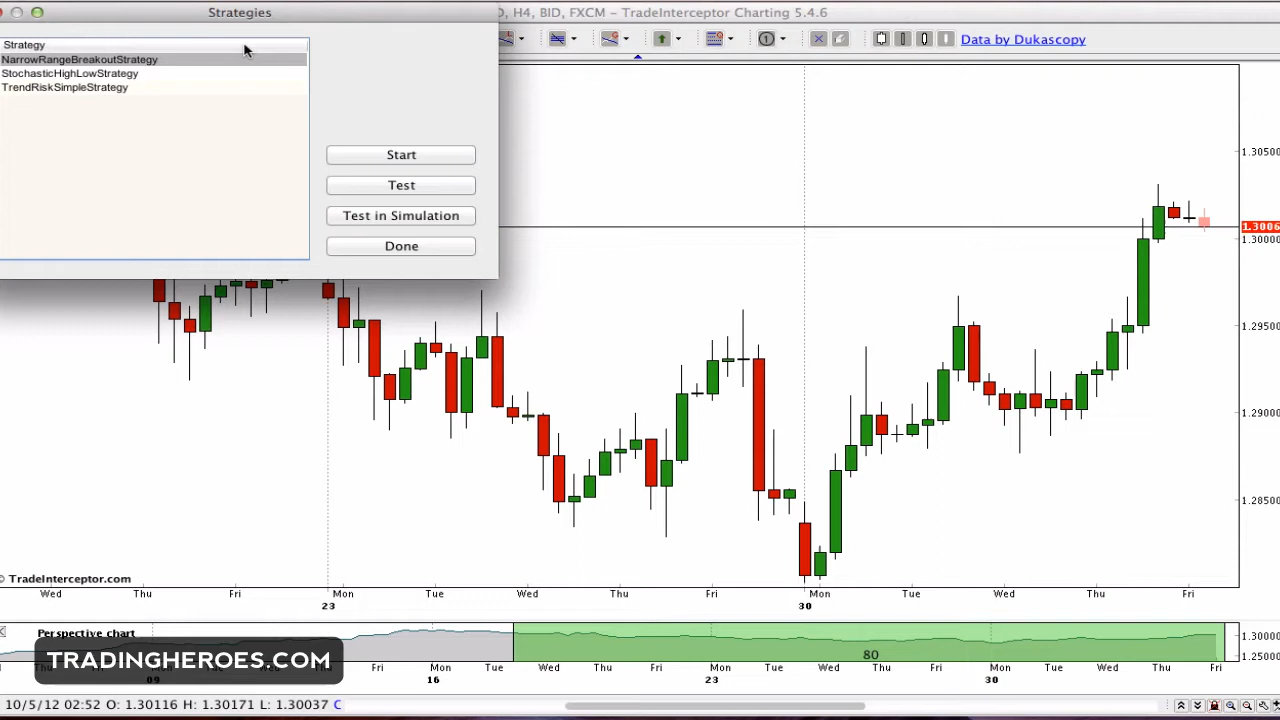 Strategies
, H4, BID, FXCM - TradeInterceptor Charting 5.4.6
Data by Dukascopy
Strategy
NarrowRangeBreakoutStrategy
StochasticHighLowStrategy
TrendRiskSimpleStrategy
Start
Test
Test in Simulation
Done
1.30500
1.3006
1.30000
1.29500
1.29000
1.28500
© TradeInterceptor.com
Wed Thu Fri Mon Tue Wed Thu Fri Mon Tue Wed Thu Fri
23 30
Perspective chart
1.30000
80
1.25000
TRADINGHEROES.COM
Thu Fri Mon Tue Wed Thu Fri Mon Tue Wed Thu Fri Mon Tue Wed Thu Fri
09 16 23 30
10/5/12 02:52 O: 1.30116 H: 1.30171 L: 1.30037 C